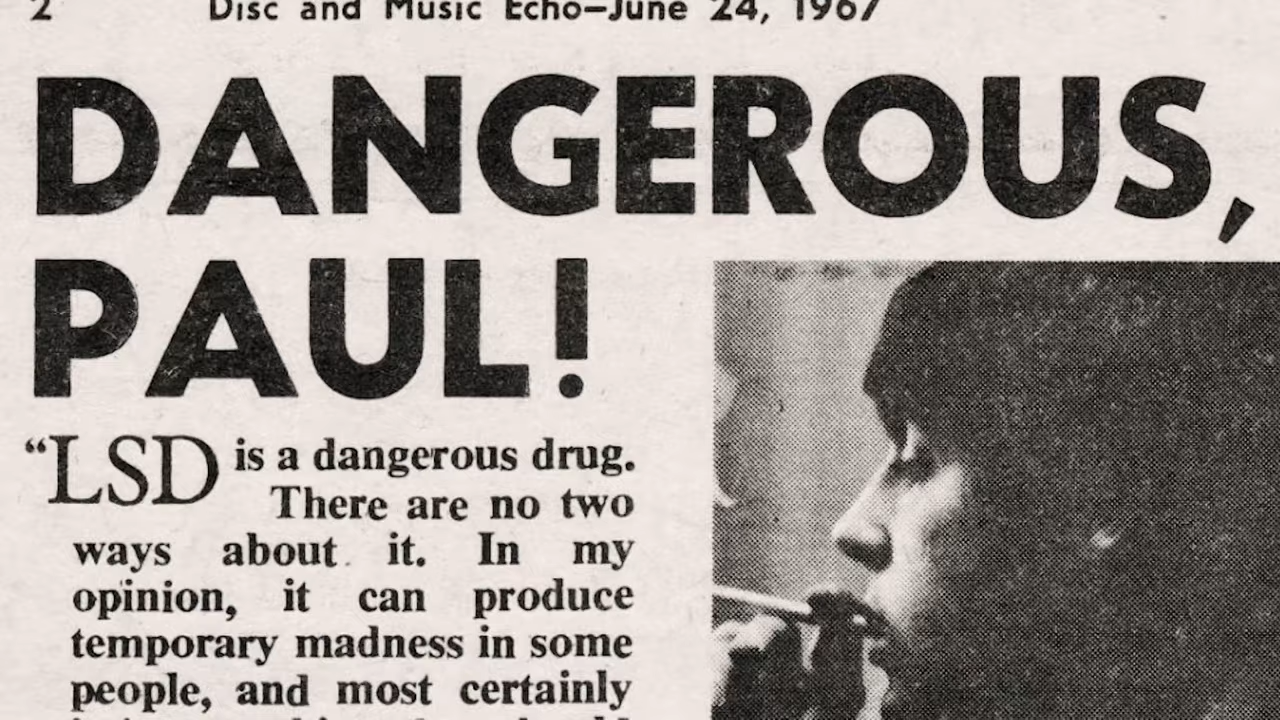 2 Disc and Music Echo—June 24, 1967
DANGEROUS,
PAUL!
“LSD is a dangerous drug.
There are no two
ways about it. In my
opinion, it can produce
temporary madness in some
people, and most certainly